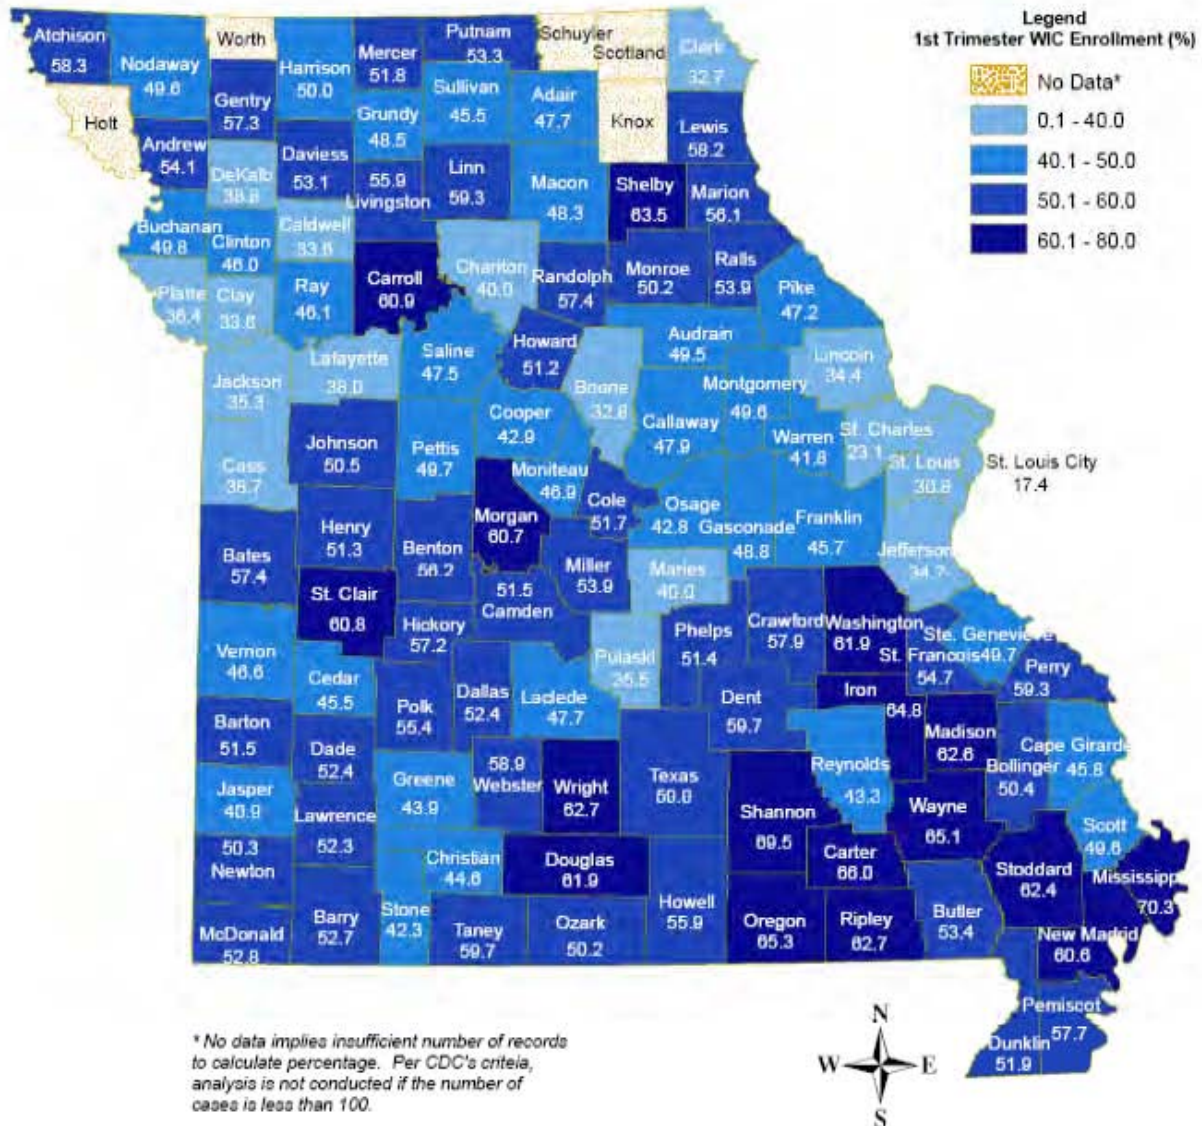 Legend
1st Trimester WIC Enrollment (%)
No Data*
0.1 - 40.0
40.1 - 50.0
50.1 - 60.0
60.1 - 80.0
Atchison
58.3
Nodaway
49.6
Worth
Harrison
50.0
Mercer
51.8
Putnam
53.3
Schuyler
Scotland
Clark
32.7
Holt
Gentry
57.3
Grundy
48.5
Sullivan
45.5
Adair
47.7
Knox
Lewis
58.2
Andrew
54.1
DeKalb
38.8
Daviess
53.1
55.9
Livingston
Linn
59.3
Macon
48.3
Shelby
63.5
Marion
56.1
Buchanan
49.8
Clinton
46.0
Caldwell
33.6
Carroll
60.9
Chariton
40.0
Randolph
57.4
Monroe
50.2
Ralls
53.9
Pike
47.2
Platte
36.4
Clay
33.6
Ray
46.1
Lafayette
38.0
Saline
47.5
Howard
51.2
Audrain
49.5
Lincoln
34.4
Jackson
35.3
Boone
32.8
Montgomery
49.6
Callaway
47.9
Warren
41.8
St. Charles
23.1
St. Louis
30.8
St. Louis City
17.4
Cass
38.7
Johnson
50.5
Pettis
49.7
Cooper
42.9
Moniteau
46.9
Cole
51.7
Osage
42.8
Gasconade
48.8
Franklin
45.7
Jefferson
34.7
Bates
57.4
Henry
51.3
Benton
56.2
Morgan
60.7
Miller
53.9
Maries
40.0
St. Clair
60.8
Hickory
57.2
51.5
Camden
Pulaski
Phelps
51.4
Crawford
57.9
Washington
61.9
Ste. Genevieve
49.7
St. Francois
54.7
Perry
59.3
Vernon
46.6
Cedar
45.5
Polk
55.4
Dallas
52.4
Laclede
47.7
Dent
59.7
Iron
64.8
Madison
62.6
Cape Girarde
45.8
Bollinger
50.4
Barton
51.5
Dade
52.4
Greene
43.9
58.9
Webster
Wright
62.7
Texas
Reynolds
43.3
Jasper
40.9
Lawrence
52.3
Shannon
69.5
Wayne
65.1
Scott
49.6
50.3
Newton
Christian
44.6
Douglas
61.9
Carter
66.0
Stoddard
62.4
Mississipp
70.3
McDonald
52.8
Barry
52.7
Stone
42.3
Taney
59.7
Ozark
50.2
Howell
55.9
Oregon
65.3
Ripley
62.7
Butler
53.4
New Madrid
60.6
Pemiscot
57.7
Dunklin
51.9
N
W
E
S
* No data implies insufficient number of records
to calculate percentage. Per CDC's criteia,
analysis is not conducted if the number of
cases is less than 100.